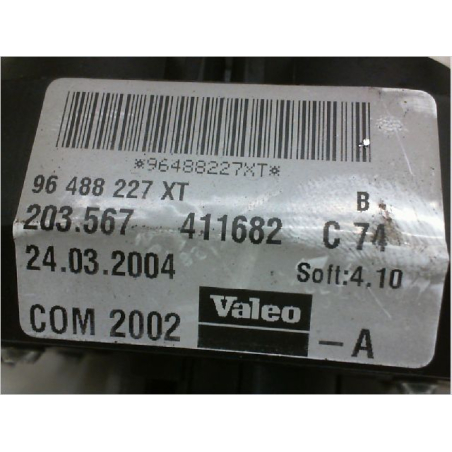 *96488227XT*
96 488 227 XT B
203.567 411682 C 74
24.03.2004 Soft:4.10
COM 2002 Valeo - A